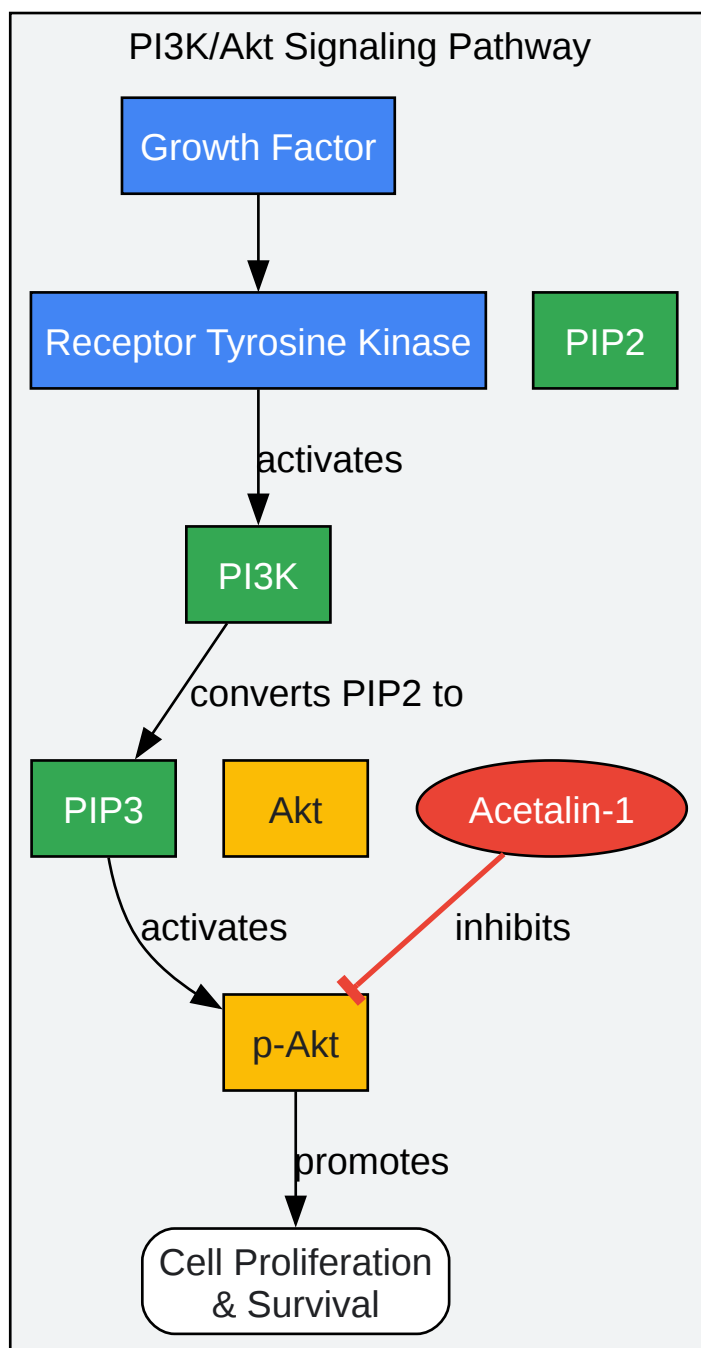 PI3K/Akt Signaling Pathway
Growth Factor
Receptor Tyrosine Kinase
PIP2
activates
PI3K
converts PIP2 to
PIP3
Akt
Acetalin-1
activates
inhibits
p-Akt
promotes
Cell Proliferation
& Survival